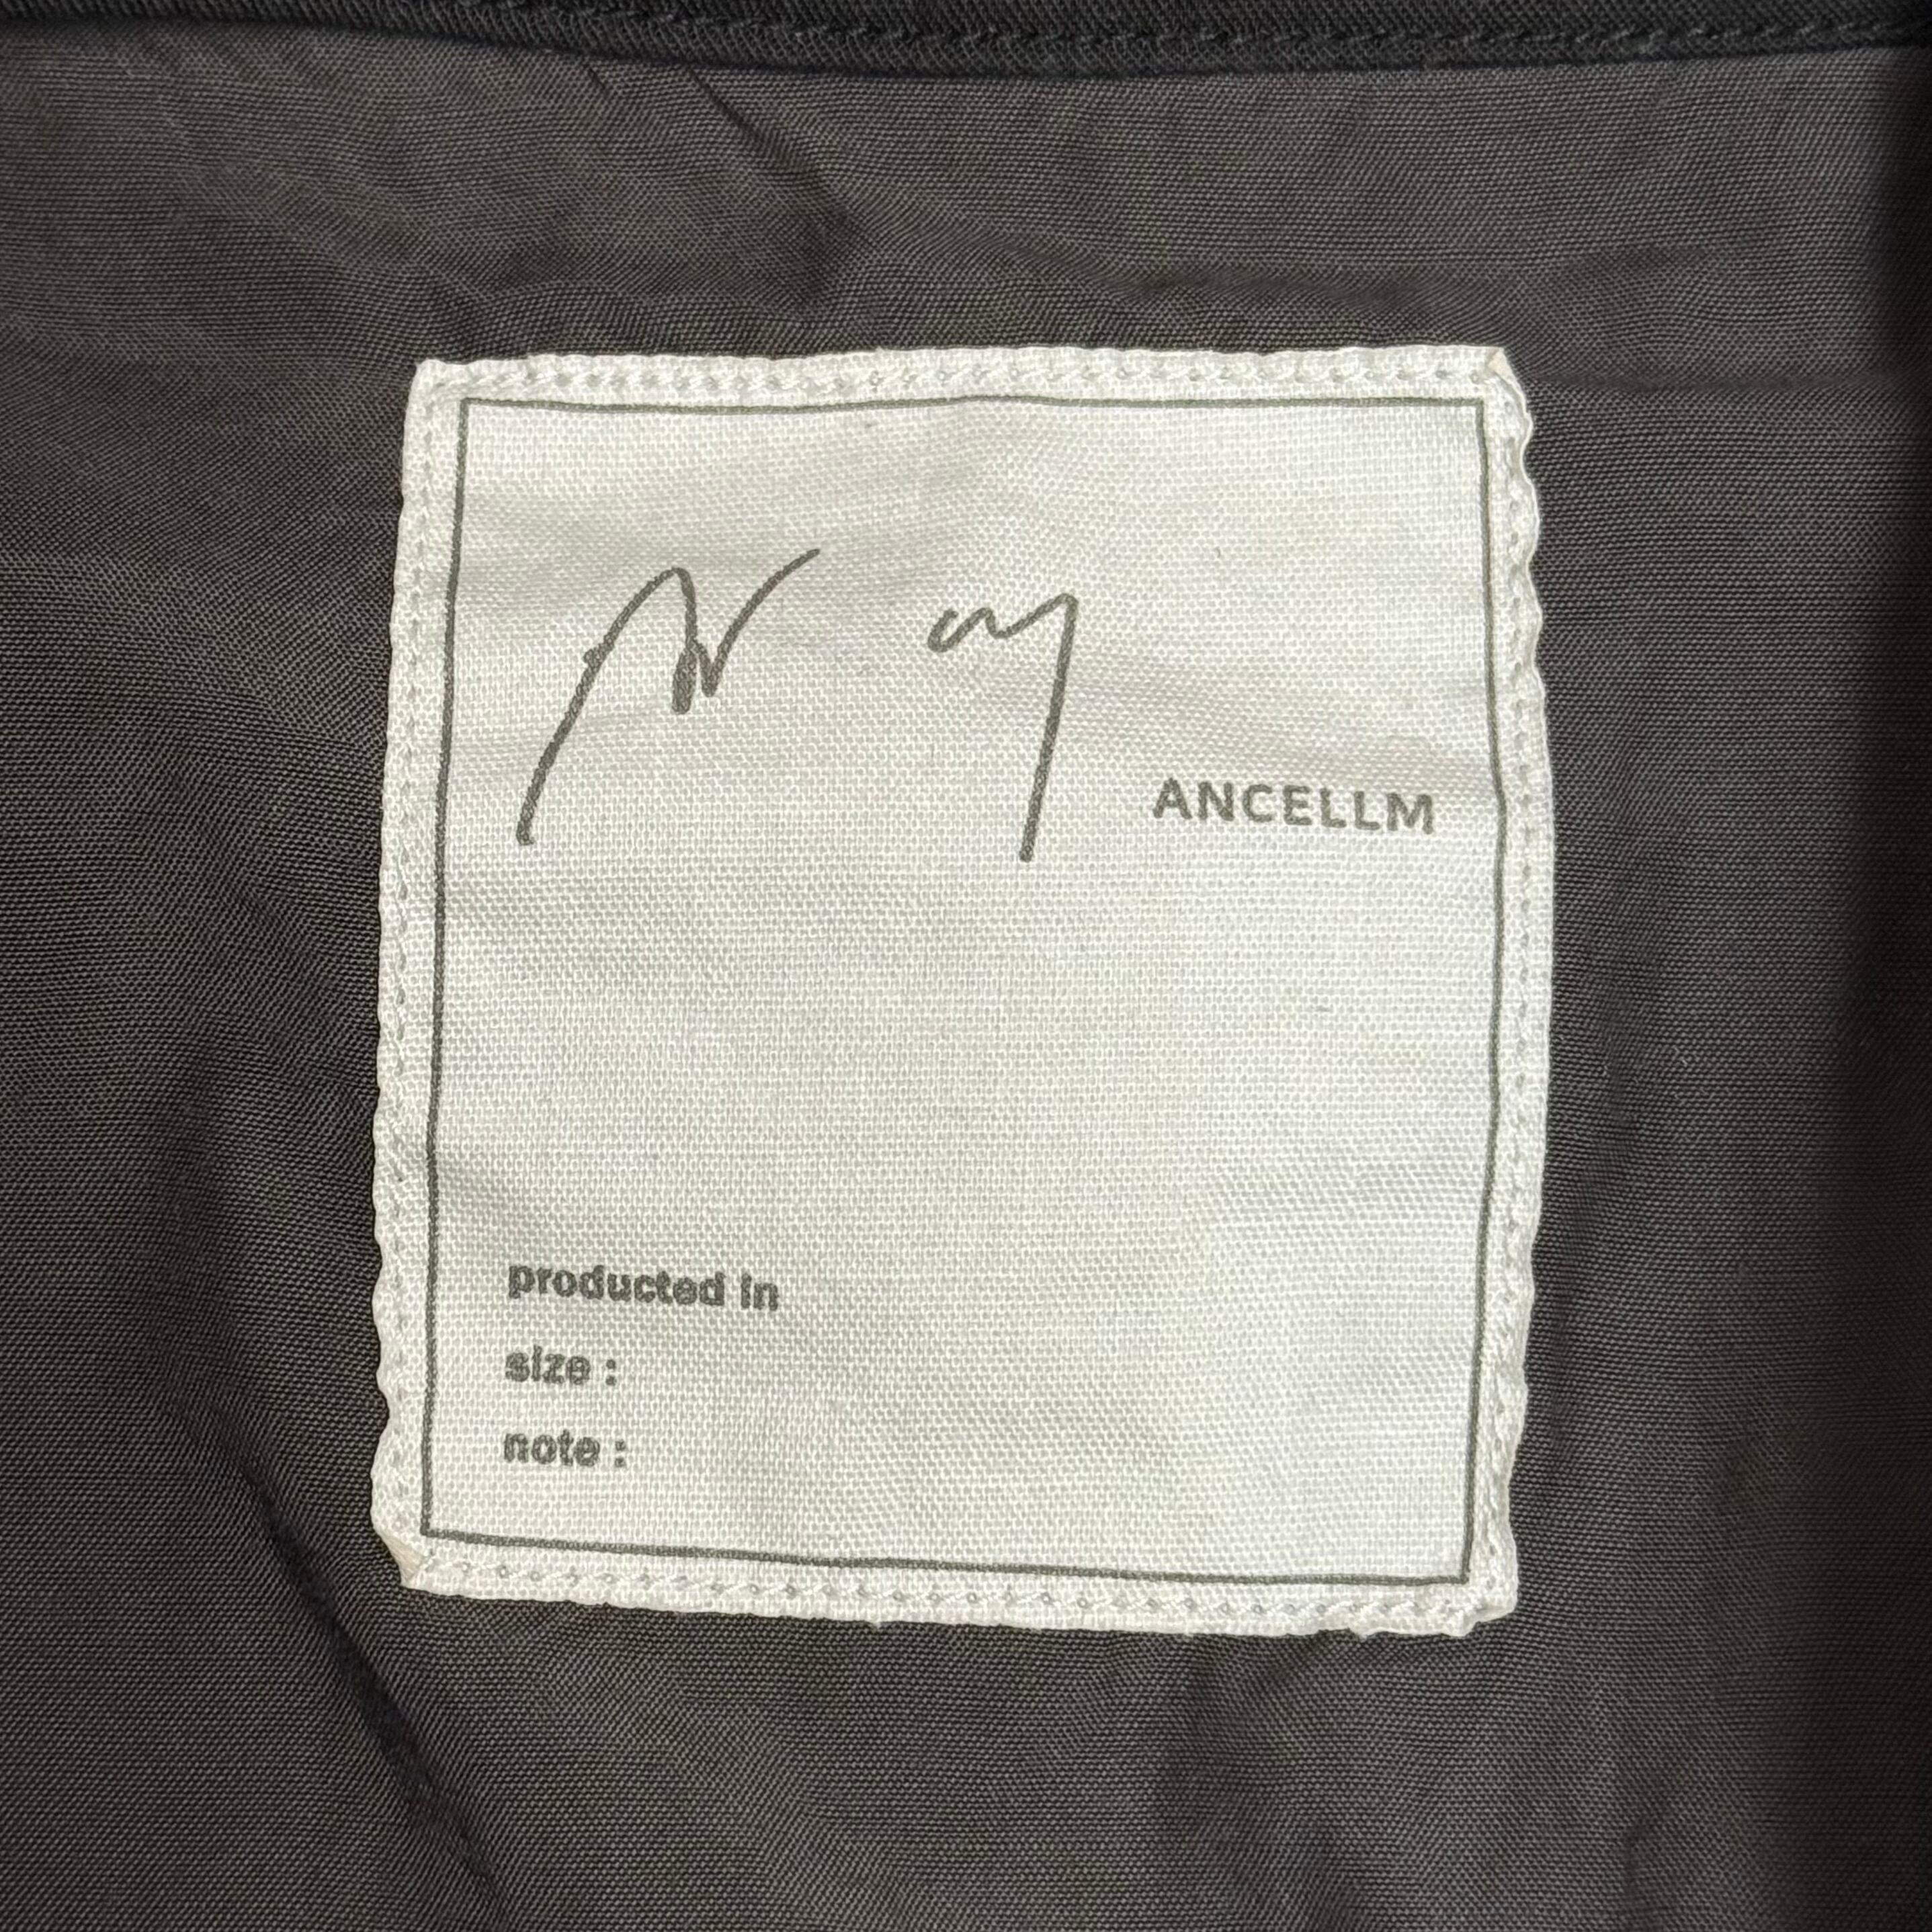 ANCELLM
producted in
size :
note :